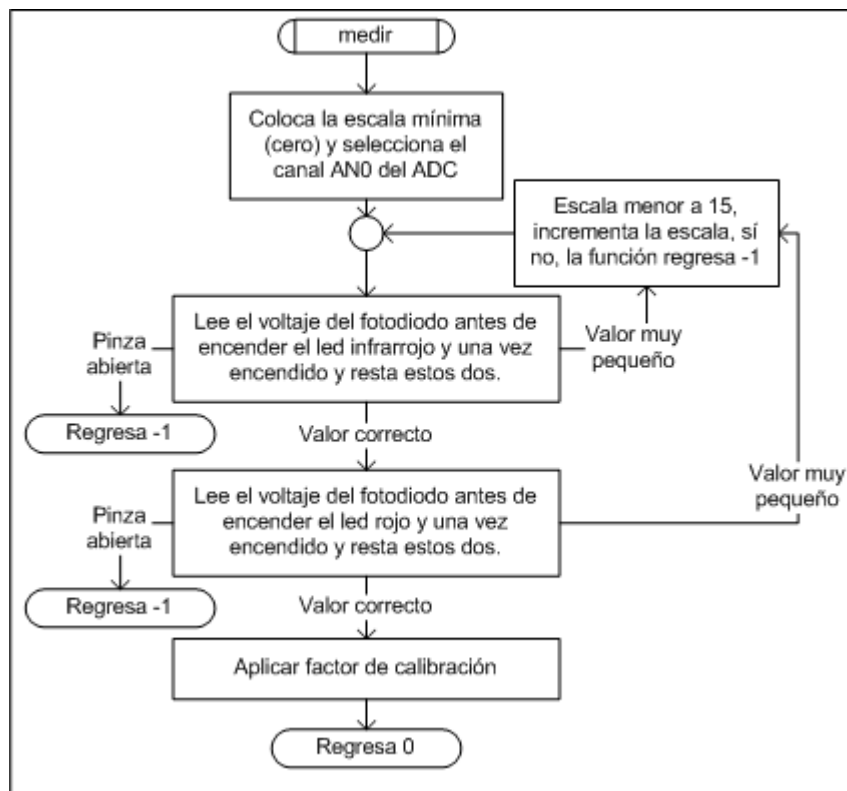 medir
Coloca la escala mínima
(cero) y selecciona el
canal AN0 del ADC
Escala menor a 15,
incrementa la escala, sí
no, la función regresa -1
Pinza
abierta
Lee el voltaje del fotodiodo antes de
encender el led infrarrojo y una vez
encendido y resta estos dos.
Valor muy
pequeño
Regresa -1
Valor correcto
Valor muy
pequeño
Pinza
abierta
Lee el voltaje del fotodiodo antes de
encender el led rojo y una vez
encendido y resta estos dos.
Regresa -1
Valor correcto
Aplicar factor de calibración
Regresa 0